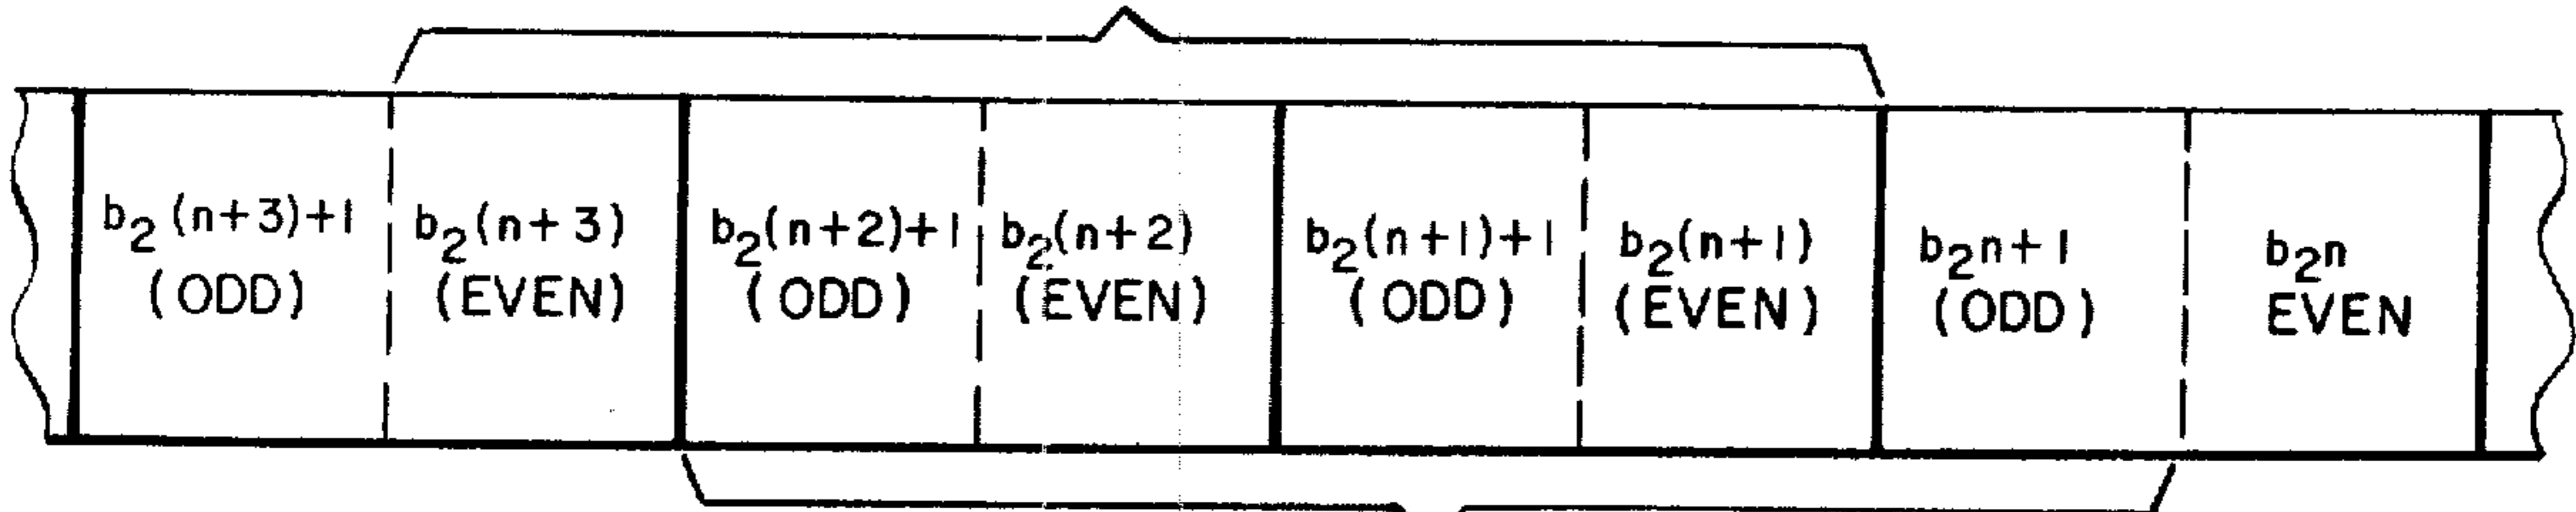 b2(n+3)+1 b2(n+3) b2(n+2)+1 b2(n+2) b2(n+1)+1 b2(n+1) b2n+1 b2n
(ODD) (EVEN) (ODD) (EVEN) (ODD) (EVEN) (ODD) EVEN